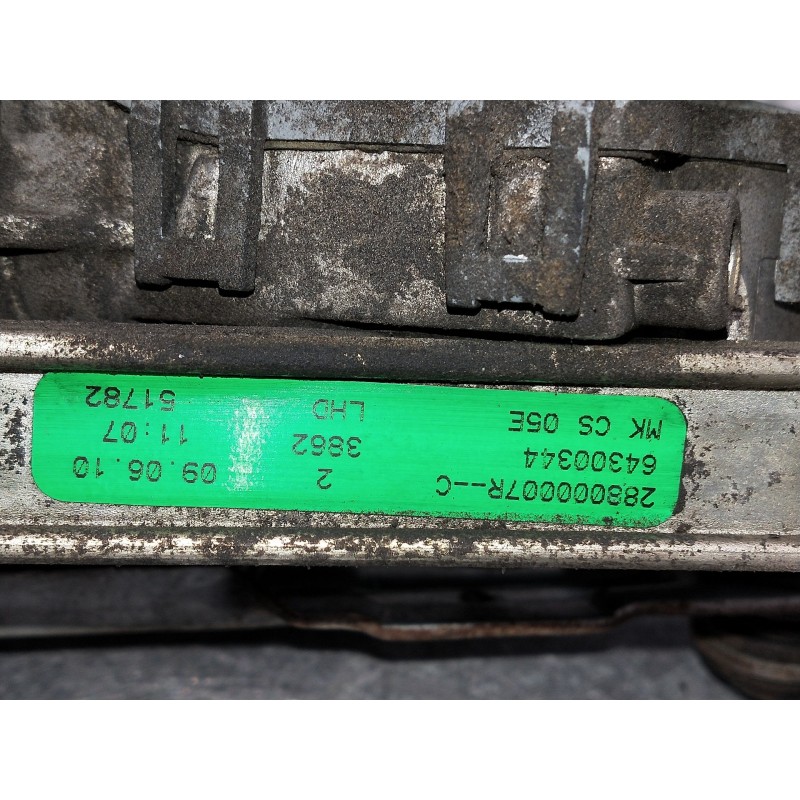 288000007R--C 2 09.06.10
64300344 3862 11:07
MK CS 05E LHD 51782